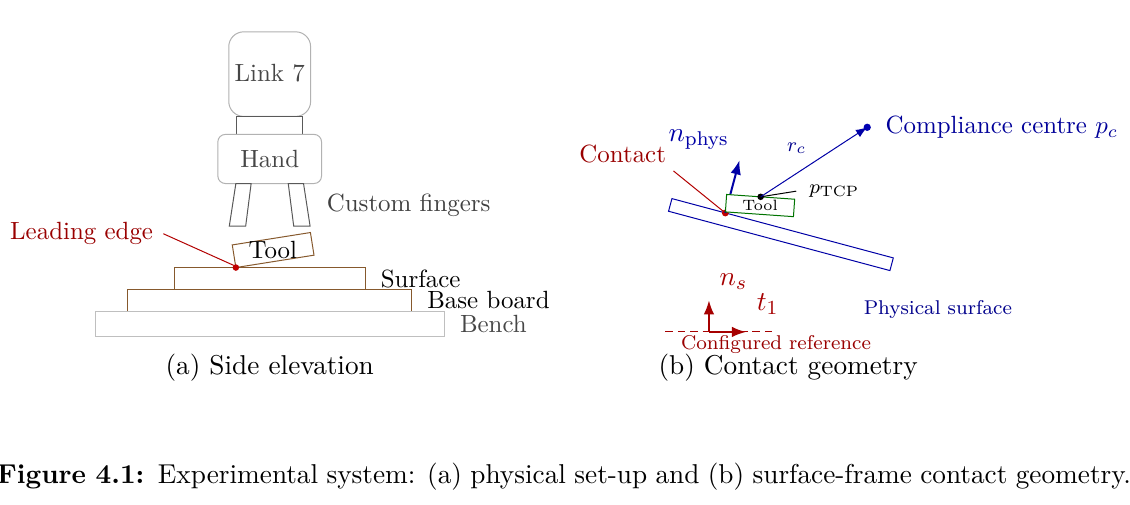 Link 7
Hand
Custom fingers
Leading edge
Tool
Surface
Base board
Bench
(a) Side elevation
Compliance centre p_c
r_c
n_phys
Contact
p_TCP
Tool
n_s
t_1
Physical surface
Configured reference
(b) Contact geometry
Figure 4.1: Experimental system: (a) physical set-up and (b) surface-frame contact geometry.